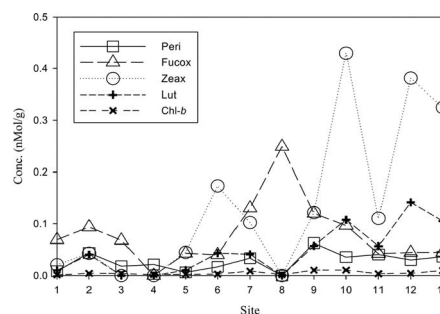 0.5
0.4
0.3
0.2
0.1
0.0
Conc. (nMol/g)
Peri
Fucox
Zeax
Lut
Chl-b
1 2 3 4 5 6 7 8 9 10 11 12
Site